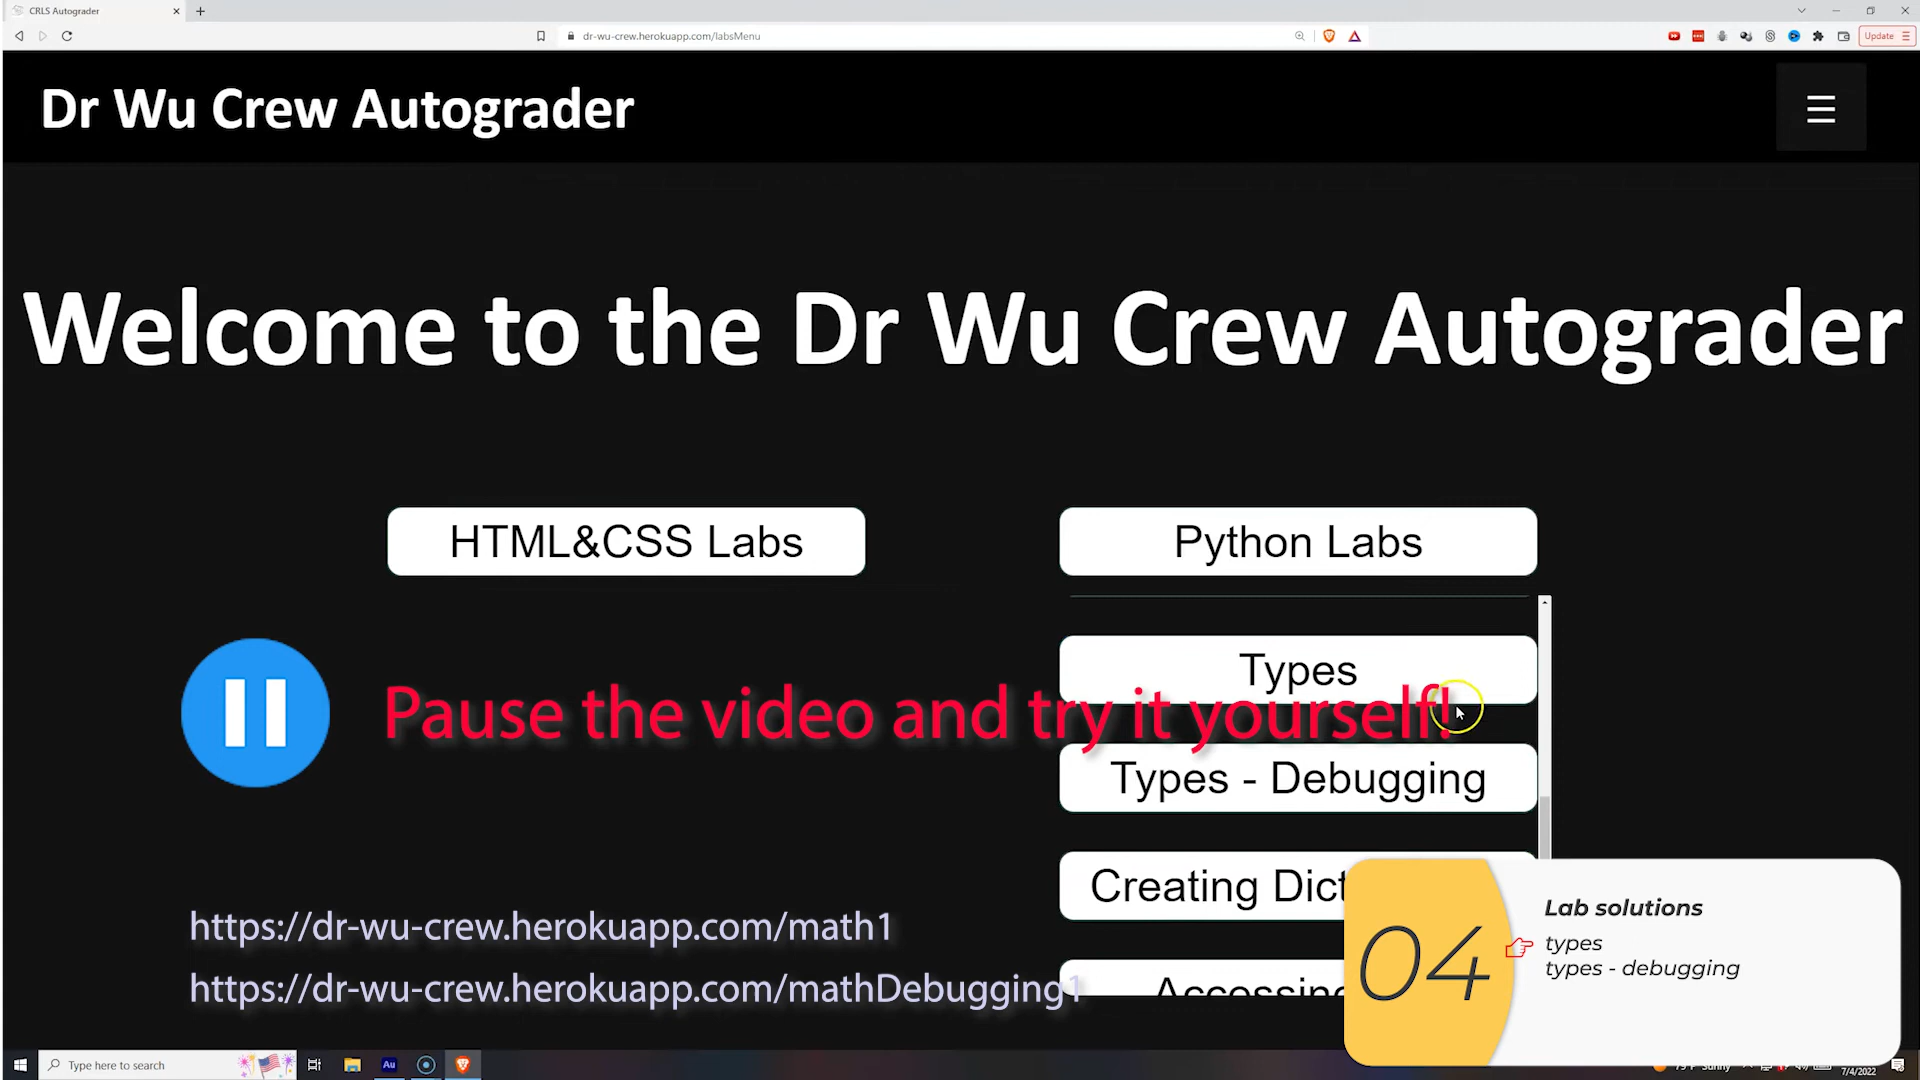 CRLS Autograder
dr-wu-crew.herokuapp.com/labsMenu
Update
Dr Wu Crew Autograder
Welcome to the Dr Wu Crew Autograder
HTML&CSS Labs
Python Labs
Types
Pause the video and try it yourself!
Types - Debugging
Creating Dict
https://dr-wu-crew.herokuapp.com/math1
https://dr-wu-crew.herokuapp.com/mathDebugging1
Accessing
04
Lab solutions
types
types - debugging
Type here to search
Au
Sunny
7/4/2022